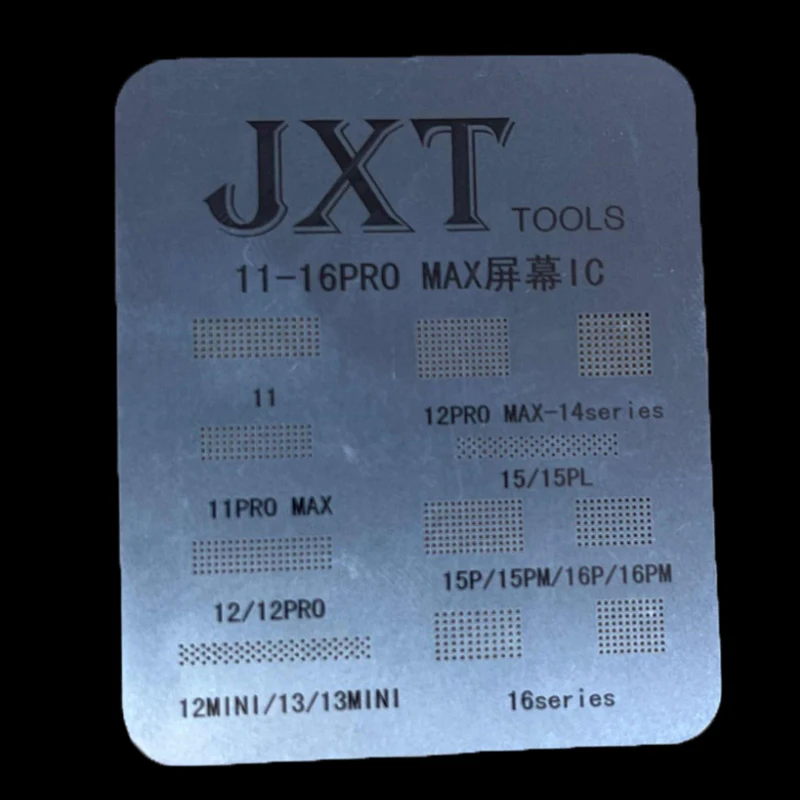 JXT TOOLS
11-16PRO MAX屏幕IC
11
12PRO MAX-14series
15/15PL
11PRO MAX
15P/15PM/16P/16PM
12/12PRO
12MINI/13/13MINI
16series